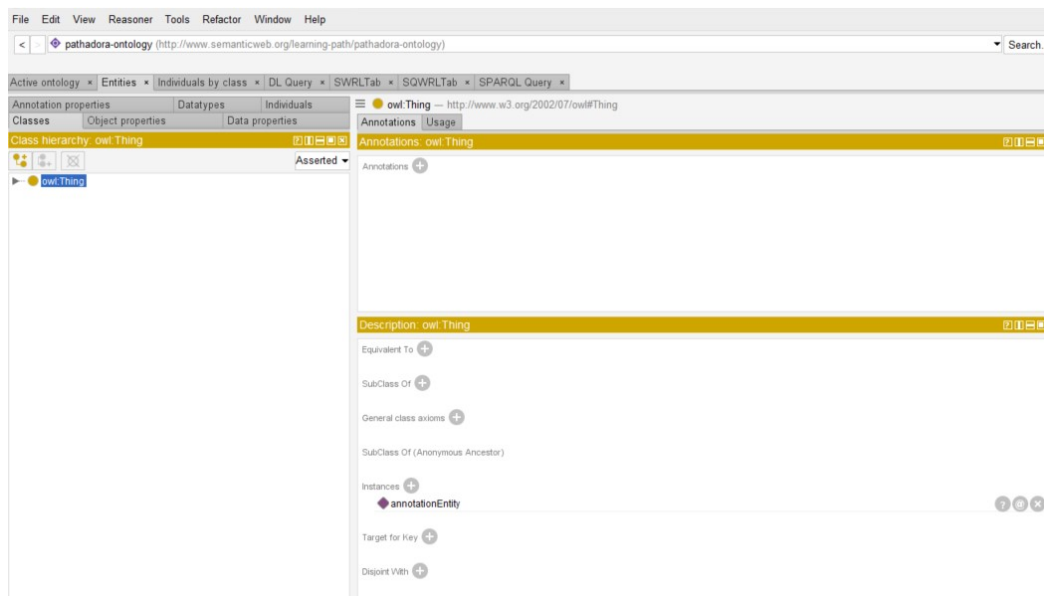 File Edit View Reasoner Tools Refactor Window Help
< > pathadora-ontology (http://www.semanticweb.org/learning-path/pathadora-ontology) Search.
Active ontology × Entities × Individuals by class × DL Query × SWRLTab × SQWRLTab × SPARQL Query ×
Annotation properties Datatypes Individuals
Classes Object properties Data properties
Class hierarchy: owl:Thing
Asserted
owl:Thing
owl:Thing — http://www.w3.org/2002/07/owl#Thing
Annotations Usage
Annotations: owl:Thing
Annotations
Description: owl:Thing
Equivalent To
SubClass Of
General class axioms
SubClass Of (Anonymous Ancestor)
Instances
annotationEntity
Target for Key
Disjoint With